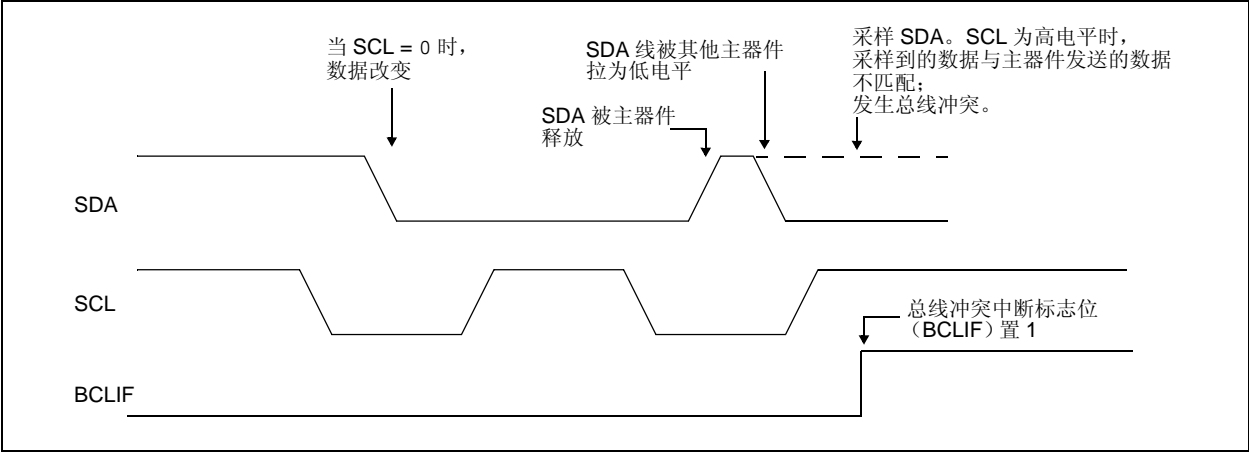 当 SCL = 0 时，
数据改变
SDA 线被其他主器件
拉为低电平
采样 SDA。SCL 为高电平时，
采样到的数据与主器件发送的数据
不匹配；
发生总线冲突。
SDA 被主器件
释放
SDA
SCL
总线冲突中断标志位
（BCLIF）置 1
BCLIF